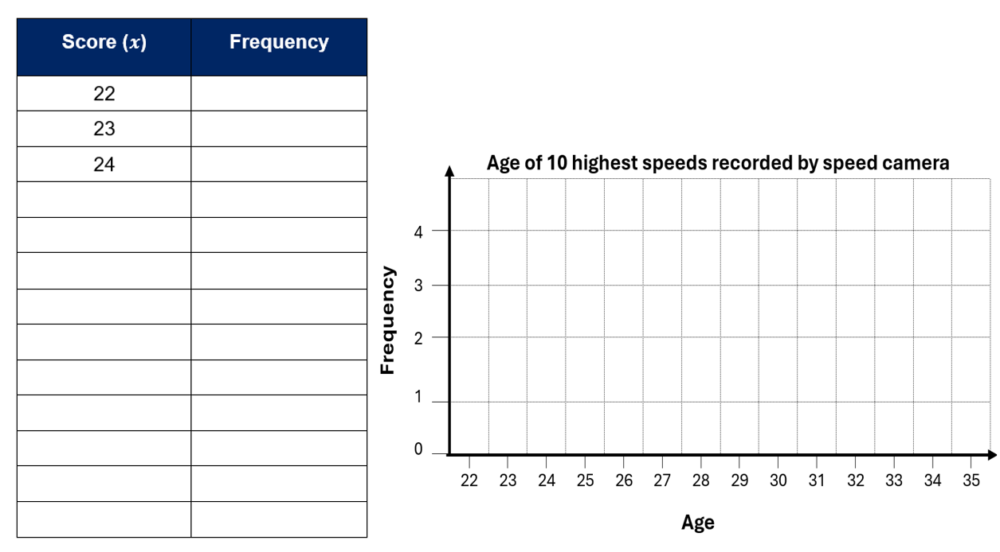 Score (x) Frequency
22
23
24
Age of 10 highest speeds recorded by speed camera
Frequency
4
3
2
1
0
22 23 24 25 26 27 28 29 30 31 32 33 34 35
Age